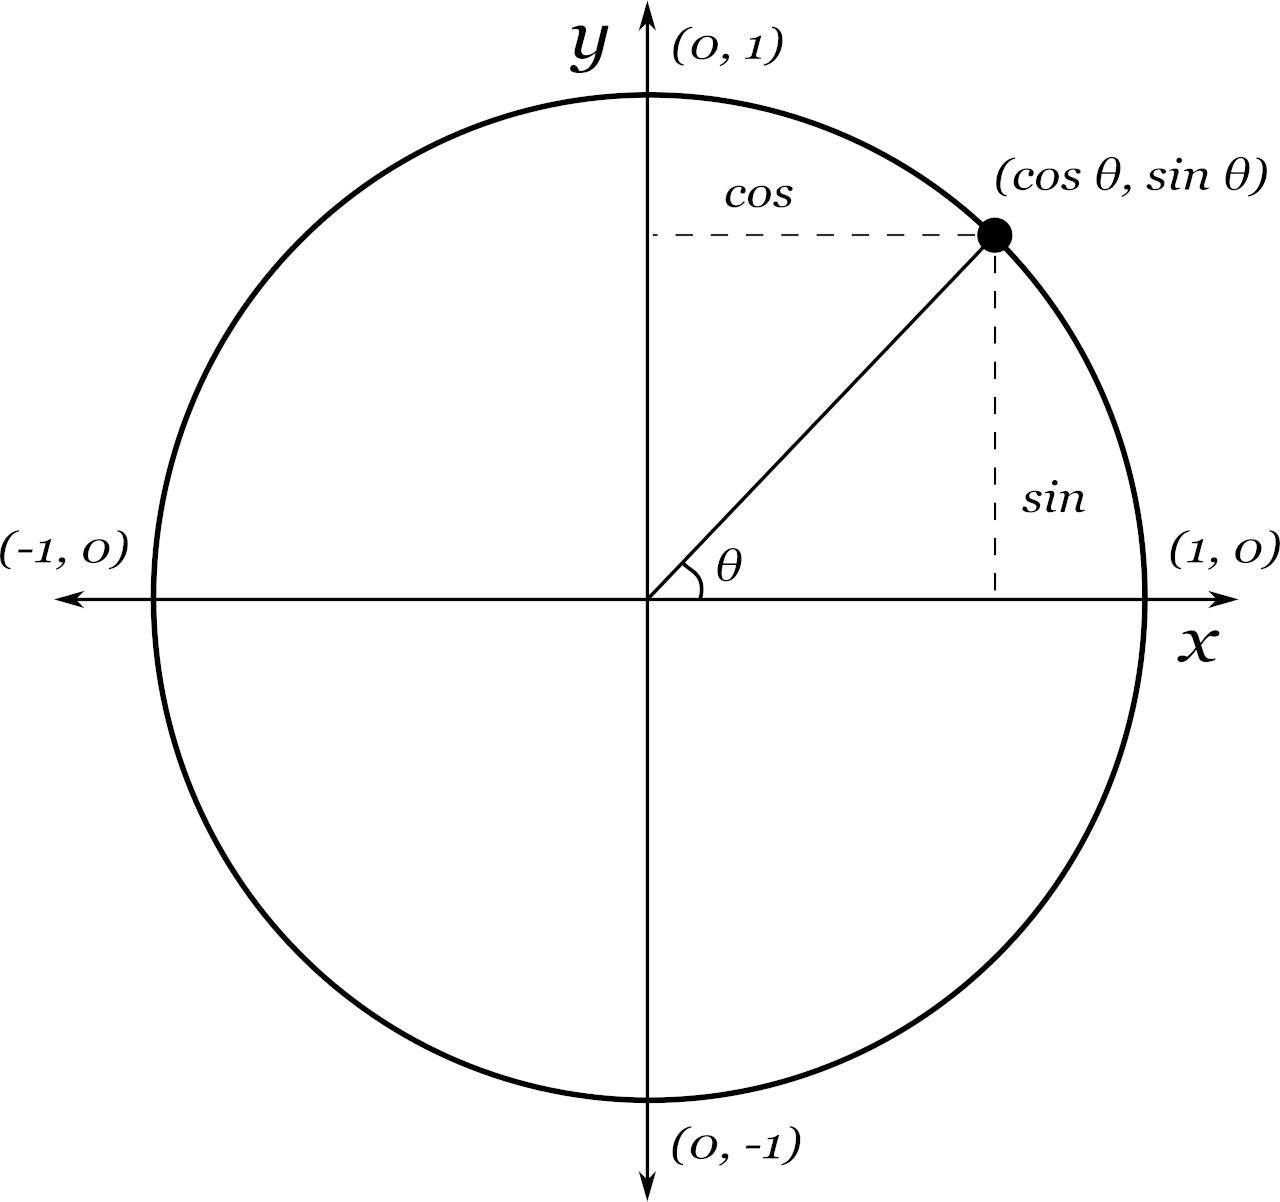 y
(0, 1)
(cos θ, sin θ)
cos
sin
(-1, 0)
θ
(1, 0)
x
(0, -1)